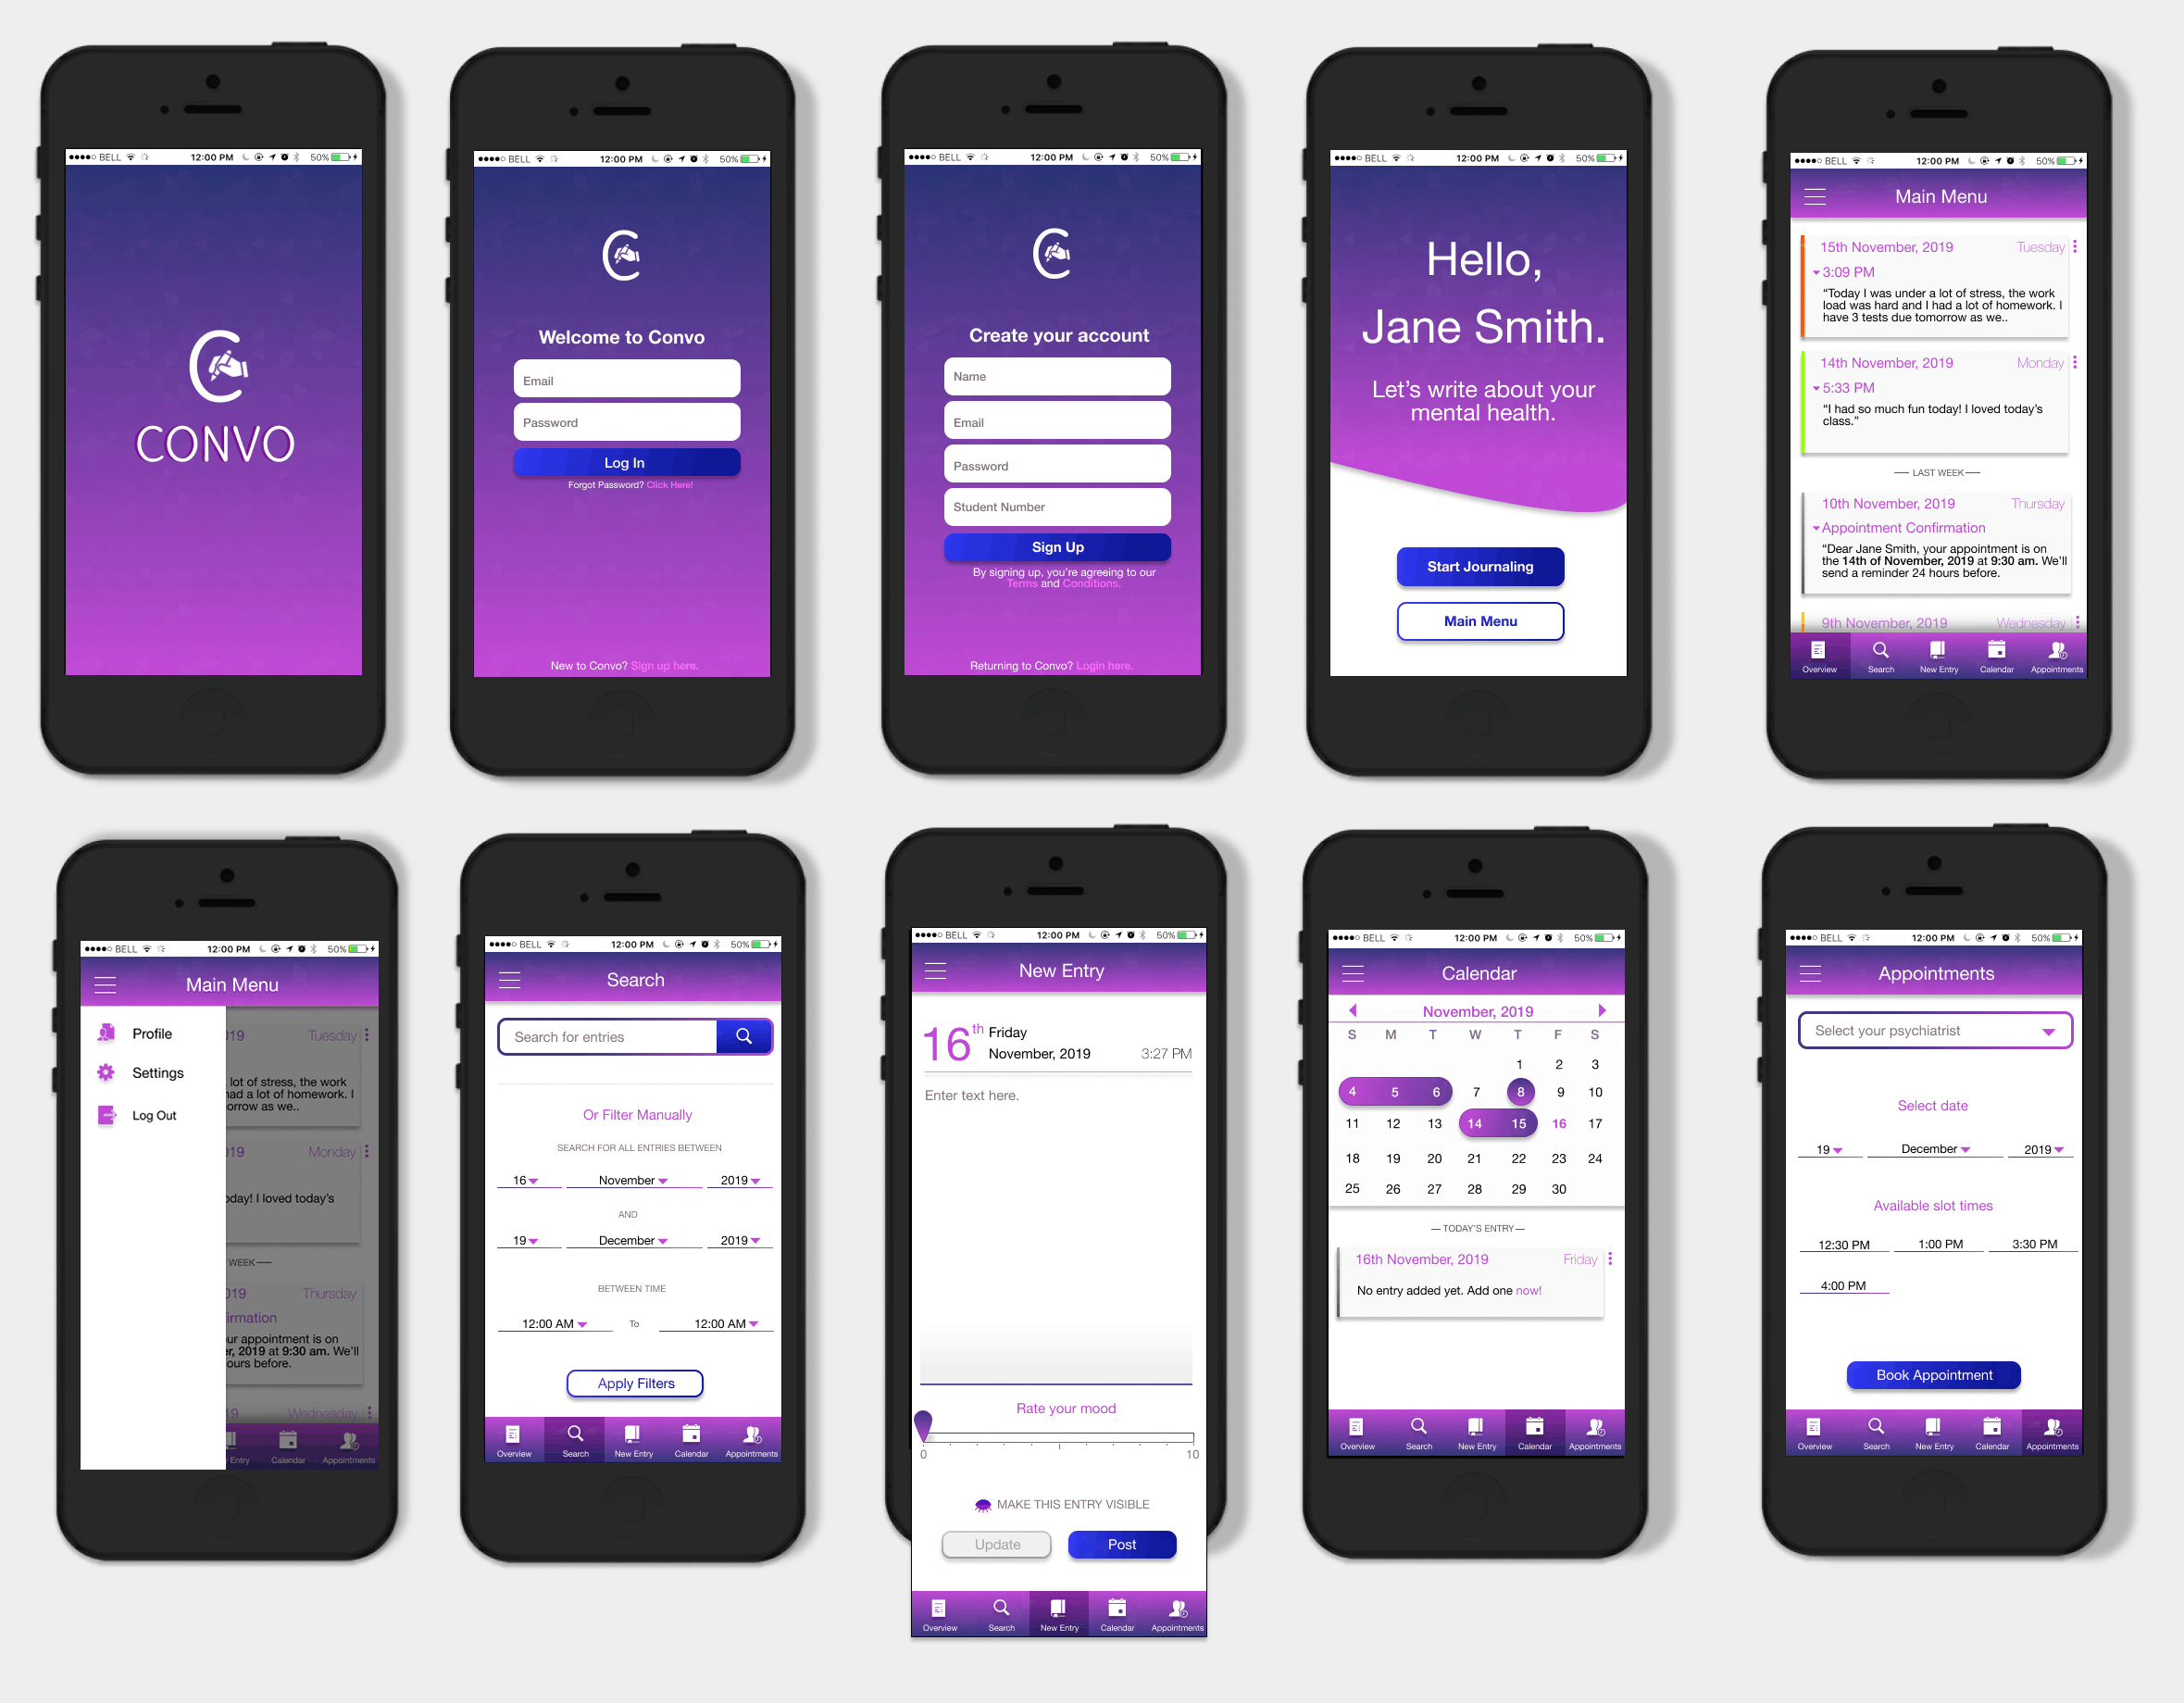 BELL 12:00 PM 50%
CONVO
BELL 12:00 PM 50%
Welcome to Convo
Email
Password
Log In
Forgot Password? Click Here!
New to Convo? Sign up here.
BELL 12:00 PM 50%
Create your account
Name
Email
Password
Student Number
Sign Up
By signing up, you're agreeing to our
Terms and Conditions.
Returning to Convo? Login here.
BELL 12:00 PM 50%
Hello,
Jane Smith.
Let's write about your
mental health.
Start Journaling
Main Menu
BELL 12:00 PM 50%
Main Menu
15th November, 2019 Tuesday
3:09 PM
“Today I was under a lot of stress, the work
load was hard and I had a lot of homework. I
have 3 tests due tomorrow as we..
14th November, 2019 Monday
5:33 PM
“I had so much fun today! I loved today's
class.”
LAST WEEK
10th November, 2019 Thursday
Appointment Confirmation
“Dear Jane Smith, your appointment is on
the 14th of November, 2019 at 9:30 am. We'll
send a reminder 24 hours before.
9th November, 2019 Wednesday
Overview Search New Entry Calendar Appointments
BELL 12:00 PM 50%
Main Menu
Profile
Settings
Log Out
019 Tuesday
lot of stress, the work
had a lot of homework. I
orrow as we..
019 Monday
oday! I loved today's
WEEK
2019 Thursday
firmation
ur appointment is on
r, 2019 at 9:30 am. We'll
ours before.
19 Wednesday
Entry Calendar Appointments
BELL 12:00 PM 50%
Search
Search for entries
Or Filter Manually
SEARCH FOR ALL ENTRIES BETWEEN
16 November 2019
AND
19 December 2019
BETWEEN TIME
12:00 AM To 12:00 AM
Apply Filters
Overview Search New Entry Calendar Appointments
BELL 12:00 PM 50%
New Entry
16th Friday
November, 2019 3:27 PM
Enter text here.
Rate your mood
0 10
MAKE THIS ENTRY VISIBLE
Update Post
Overview Search New Entry Calendar Appointments
BELL 12:00 PM 50%
Calendar
November, 2019
S M T W T F S
1 2 3
4 5 6 7 8 9 10
11 12 13 14 15 16 17
18 19 20 21 22 23 24
25 26 27 28 29 30
— TODAY'S ENTRY —
16th November, 2019 Friday
No entry added yet. Add one now!
Overview Search New Entry Calendar Appointments
BELL 12:00 PM 50%
Appointments
Select your psychiatrist
Select date
19 December 2019
Available slot times
12:30 PM 1:00 PM 3:30 PM
4:00 PM
Book Appointment
Overview Search New Entry Calendar Appointments